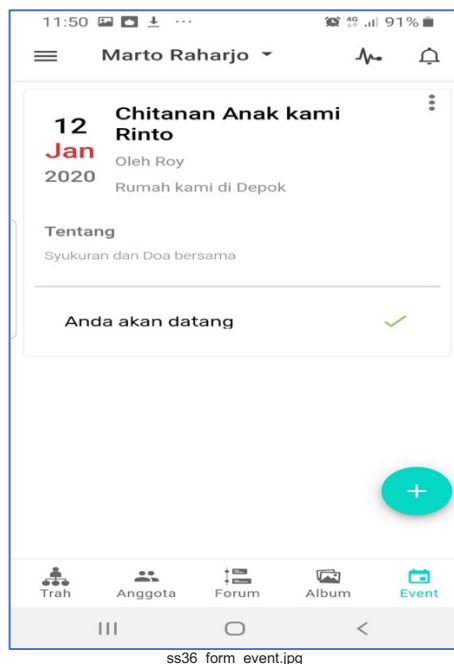 11:50 ... 4G 91%
Marto Raharjo
12
Jan
2020
Chitanan Anak kami
Rinto
Oleh Roy
Rumah kami di Depok
Tentang
Syukuran dan Doa bersama
Anda akan datang
+
Trah Anggota Forum Album Event
ss36_form_event.jpg